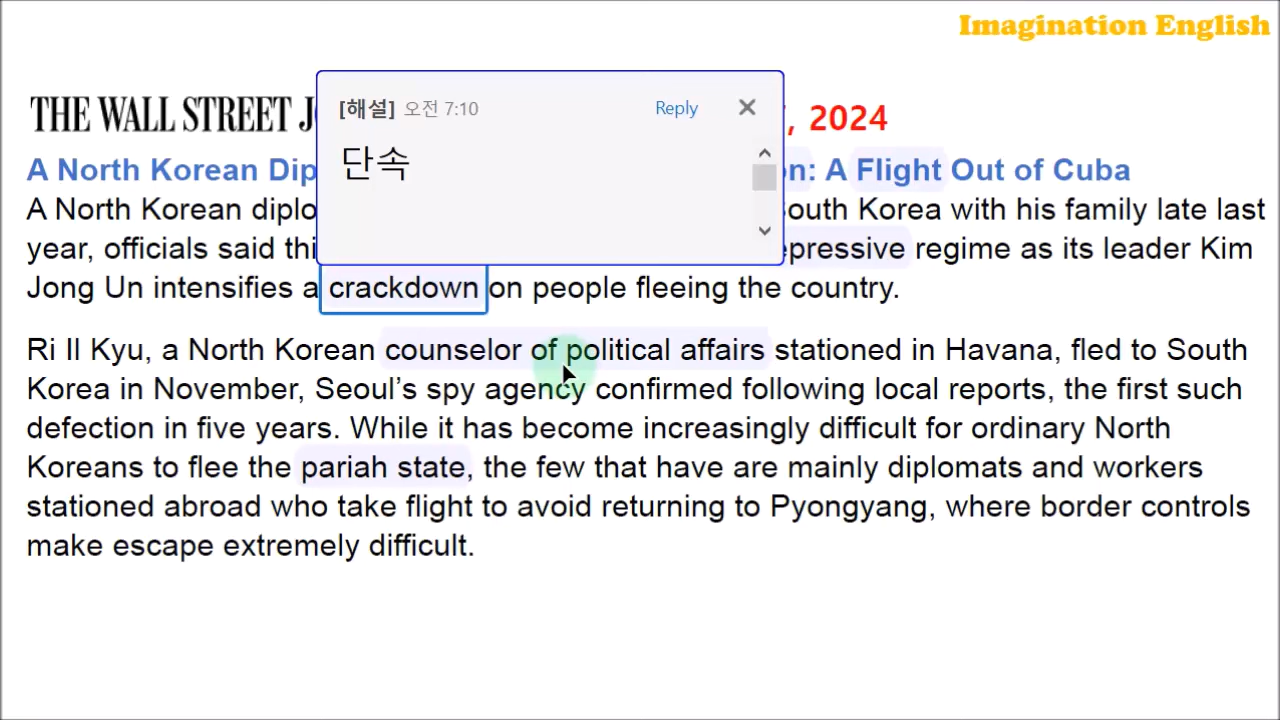 Imagination English
[해설] 오전 7:10 Reply
단속
THE WALL STREET , 2024
A North Korean : A Flight Out of Cuba
A North Korean South Korea with his family late last
year, officials said regime as its leader Kim
Jong Un intensifies a crackdown on people fleeing the country.
Ri Il Kyu, a North Korean counselor of political affairs stationed in Havana, fled to South
Korea in November, Seoul’s spy agency confirmed following local reports, the first such
defection in five years. While it has become increasingly difficult for ordinary North
Koreans to flee the pariah state, the few that have are mainly diplomats and workers
stationed abroad who take flight to avoid returning to Pyongyang, where border controls
make escape extremely difficult.